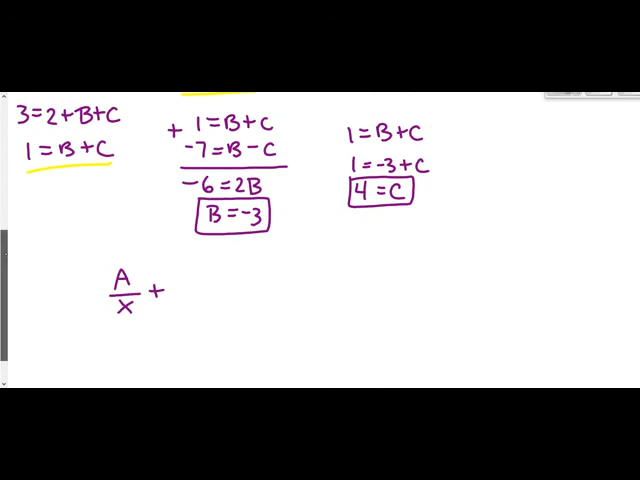 3=2+B+C
1=B+C
+ 1=B+C
-7=B-C
-6=2B
B=-3
1=B+C
1=-3+C
4=C
A/X +